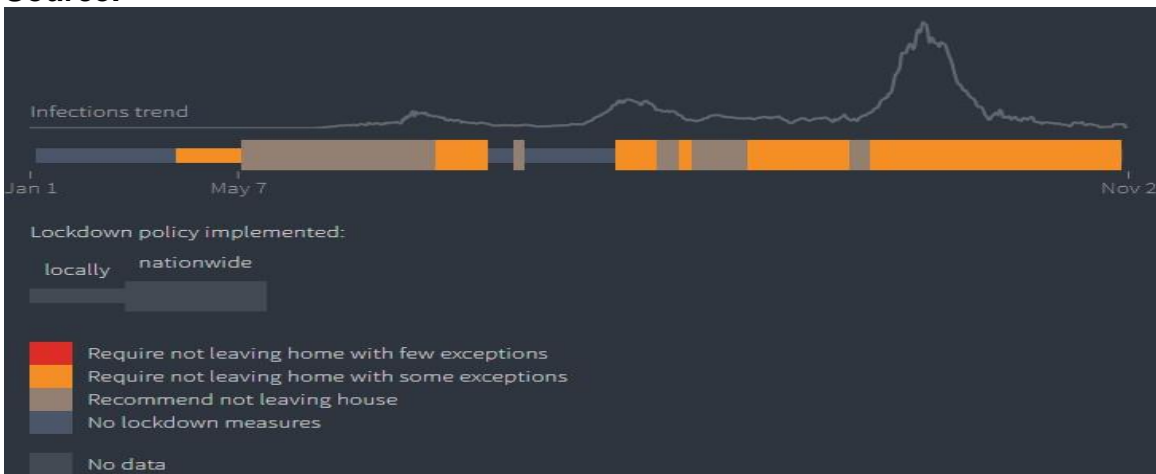 Source:
Infections trend
Jan 1 May 7 Nov 2
Lockdown policy implemented:
locally nationwide
Require not leaving home with few exceptions
Require not leaving home with some exceptions
Recommend not leaving house
No lockdown measures
No data